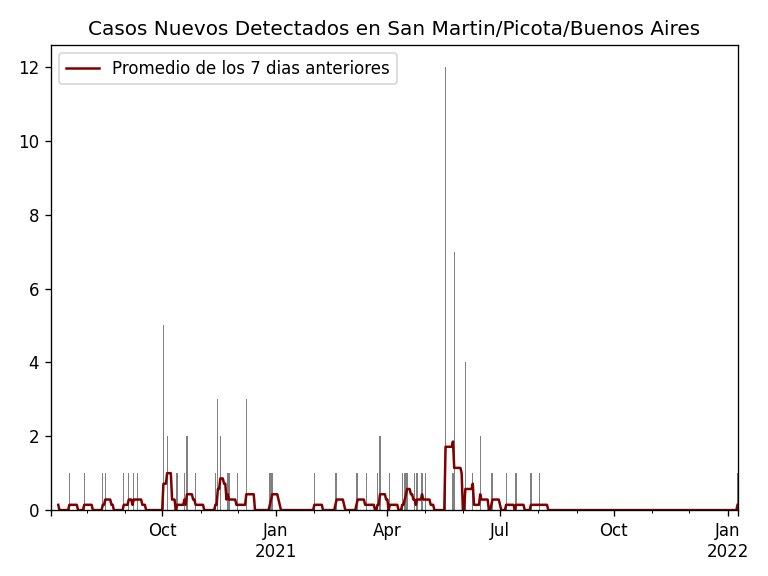 Casos Nuevos Detectados en San Martin/Picota/Buenos Aires
Promedio de los 7 dias anteriores
12
10
8
6
4
2
0
Oct
Jan
2021
Apr
Jul
Oct
Jan
2022